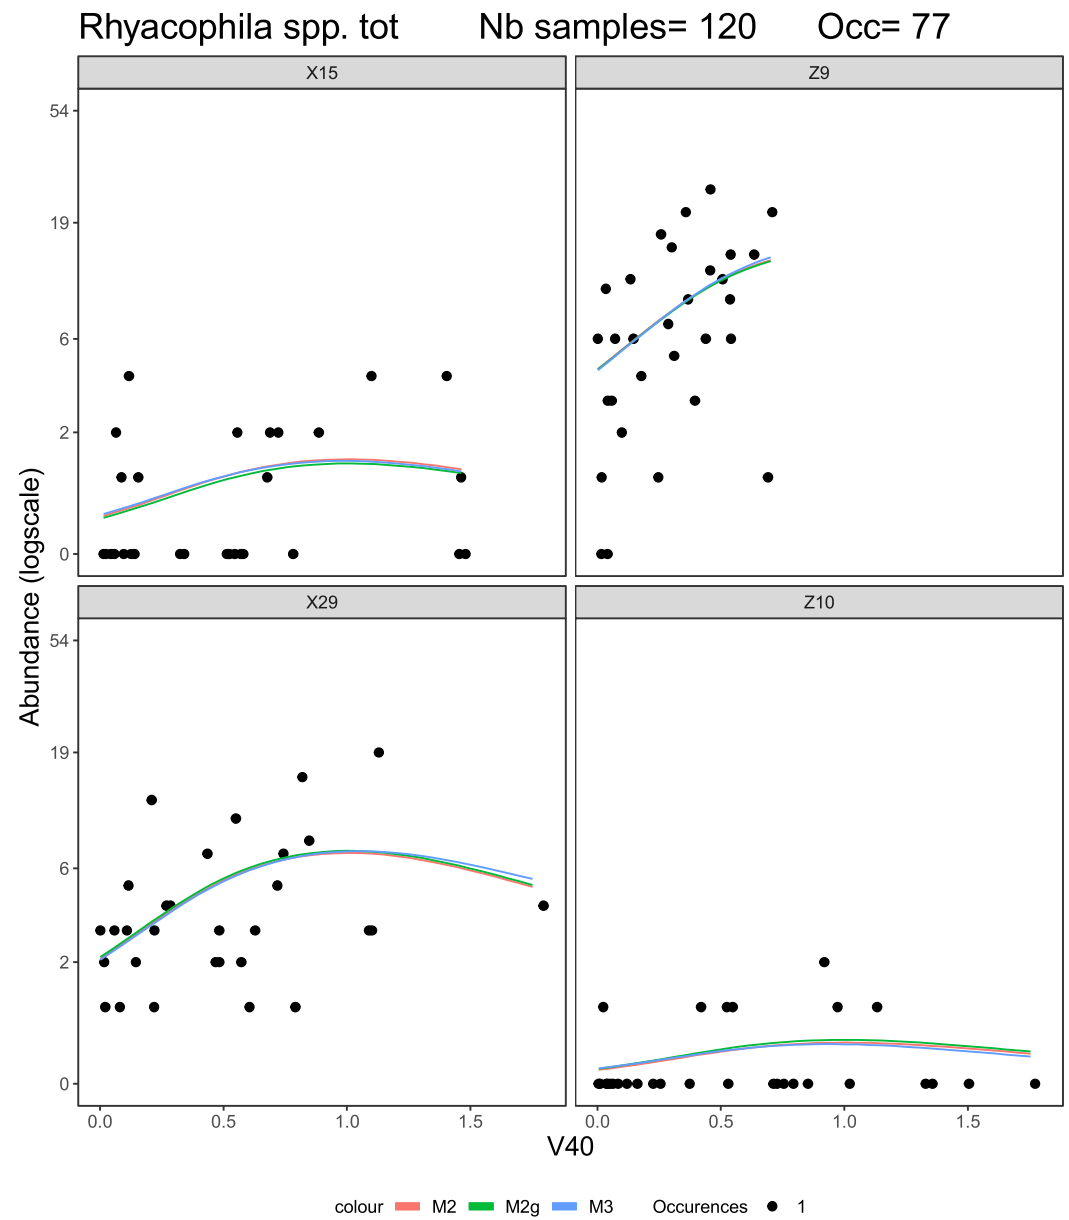 Rhyacophila spp. tot Nb samples= 120 Occ= 77
X15 Z9
54
19
6
2
0
X29 Z10
54
19
6
2
0
Abundance (logscale)
0.0 0.5 1.0 1.5 0.0 0.5 1.0 1.5
V40
colour M2 M2g M3 Occurences 1